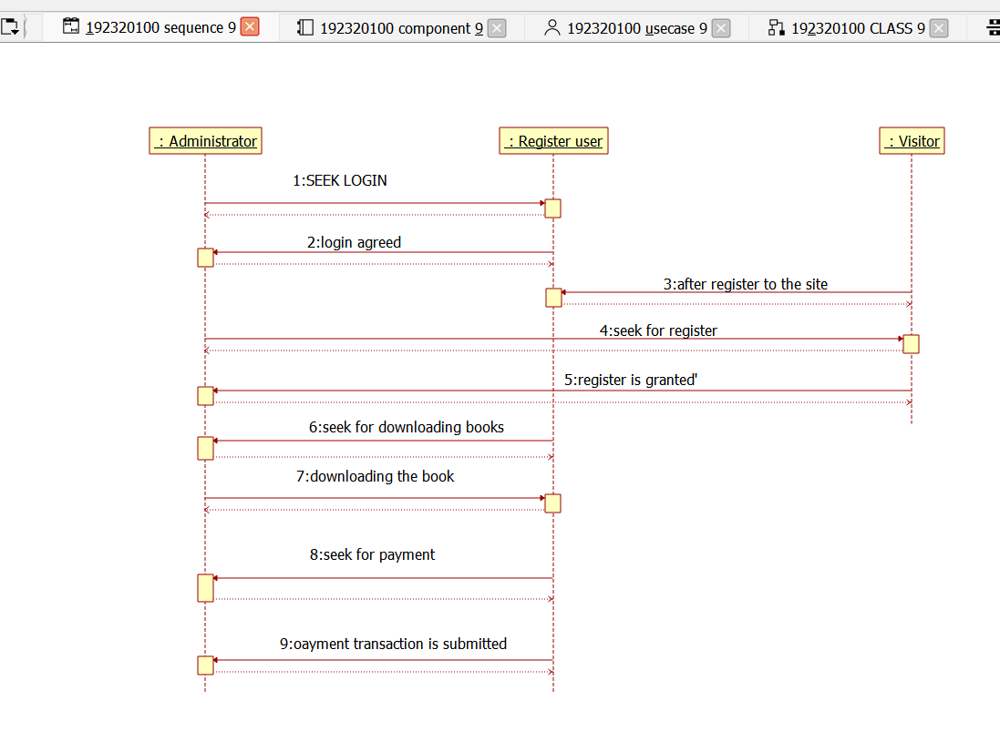 192320100 sequence 9
192320100 component 9
192320100 usecase 9
192320100 CLASS 9
: Administrator
: Register user
: Visitor
1:SEEK LOGIN
2:login agreed
3:after register to the site
4:seek for register
5:register is granted'
6:seek for downloading books
7:downloading the book
8:seek for payment
9:oayment transaction is submitted